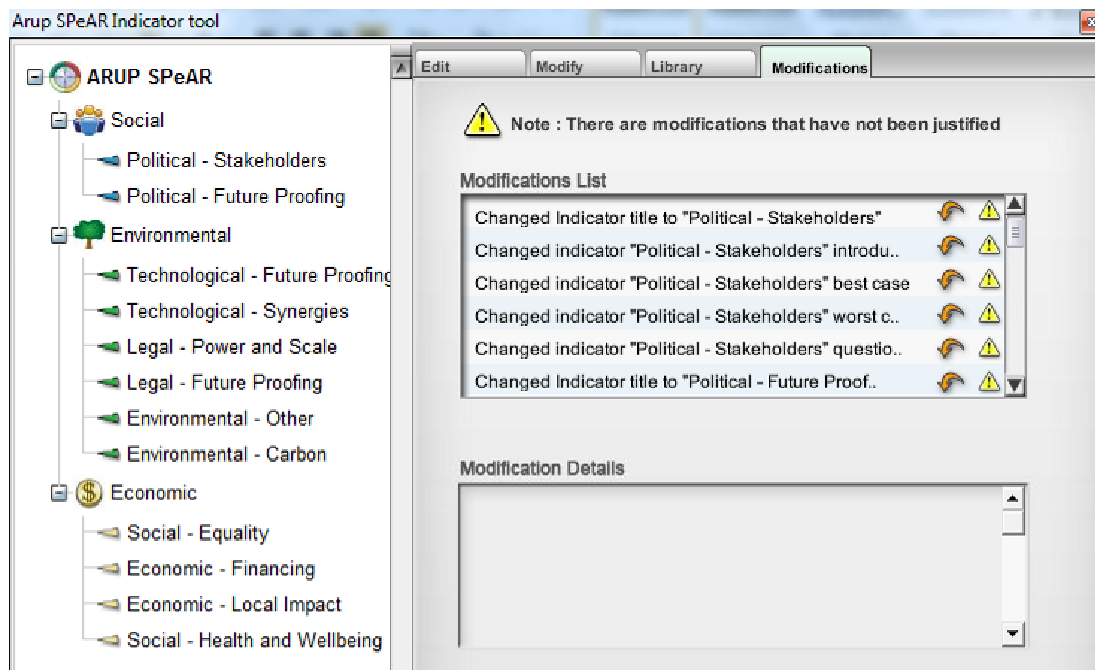 Arup SPeAR Indicator tool
ARUP SPeAR
Social
Political - Stakeholders
Political - Future Proofing
Environmental
Technological - Future Proofing
Technological - Synergies
Legal - Power and Scale
Legal - Future Proofing
Environmental - Other
Environmental - Carbon
Economic
Social - Equality
Economic - Financing
Economic - Local Impact
Social - Health and Wellbeing
Edit Modify Library Modifications
Note : There are modifications that have not been justified
Modifications List
Changed Indicator title to "Political - Stakeholders"
Changed indicator "Political - Stakeholders" introdu..
Changed indicator "Political - Stakeholders" best case
Changed indicator "Political - Stakeholders" worst c..
Changed indicator "Political - Stakeholders" questio..
Changed Indicator title to "Political - Future Proof..
Modification Details